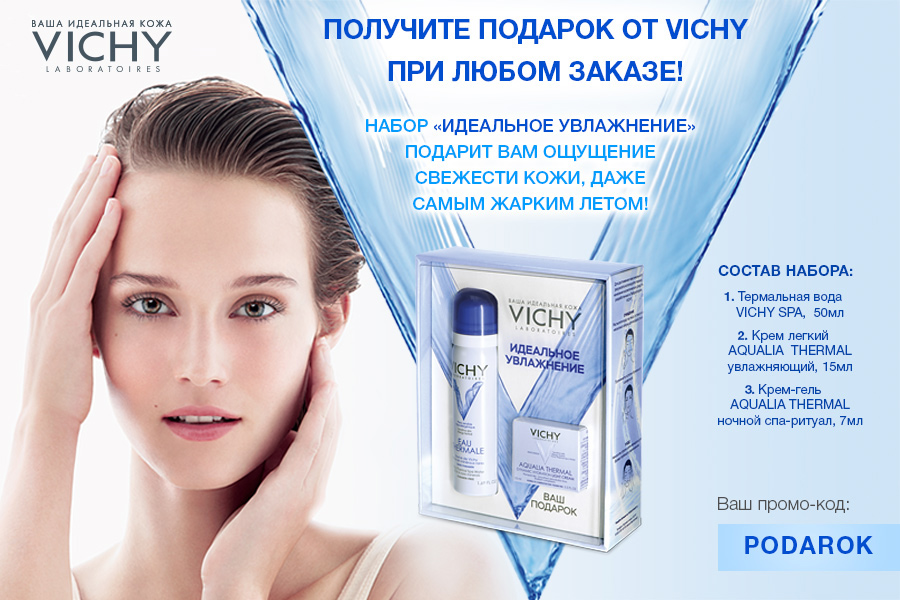 ВАША ИДЕАЛЬНАЯ КОЖА
VICHY
LABORATOIRES
ПОЛУЧИТЕ ПОДАРОК ОТ VICHY
ПРИ ЛЮБОМ ЗАКАЗЕ!
НАБОР «ИДЕАЛЬНОЕ УВЛАЖНЕНИЕ»
ПОДАРИТ ВАМ ОЩУЩЕНИЕ
СВЕЖЕСТИ КОЖИ, ДАЖЕ
САМЫМ ЖАРКИМ ЛЕТОМ!
ВАША ИДЕАЛЬНАЯ КОЖА
VICHY
LABORATOIRES
ИДЕАЛЬНОЕ
УВЛАЖНЕНИЕ
VICHY
LABORATOIRES
EAU
THERMALE
VICHY
AQUALIA THERMAL
ВАШ
ПОДАРОК
СОСТАВ НАБОРА:
1. Термальная вода
VICHY SPA, 50мл
2. Крем легкий
AQUALIA THERMAL
увлажняющий, 15мл
3. Крем-гель
AQUALIA THERMAL
ночной спа-ритуал, 7мл
Ваш промо-код:
PODAROK